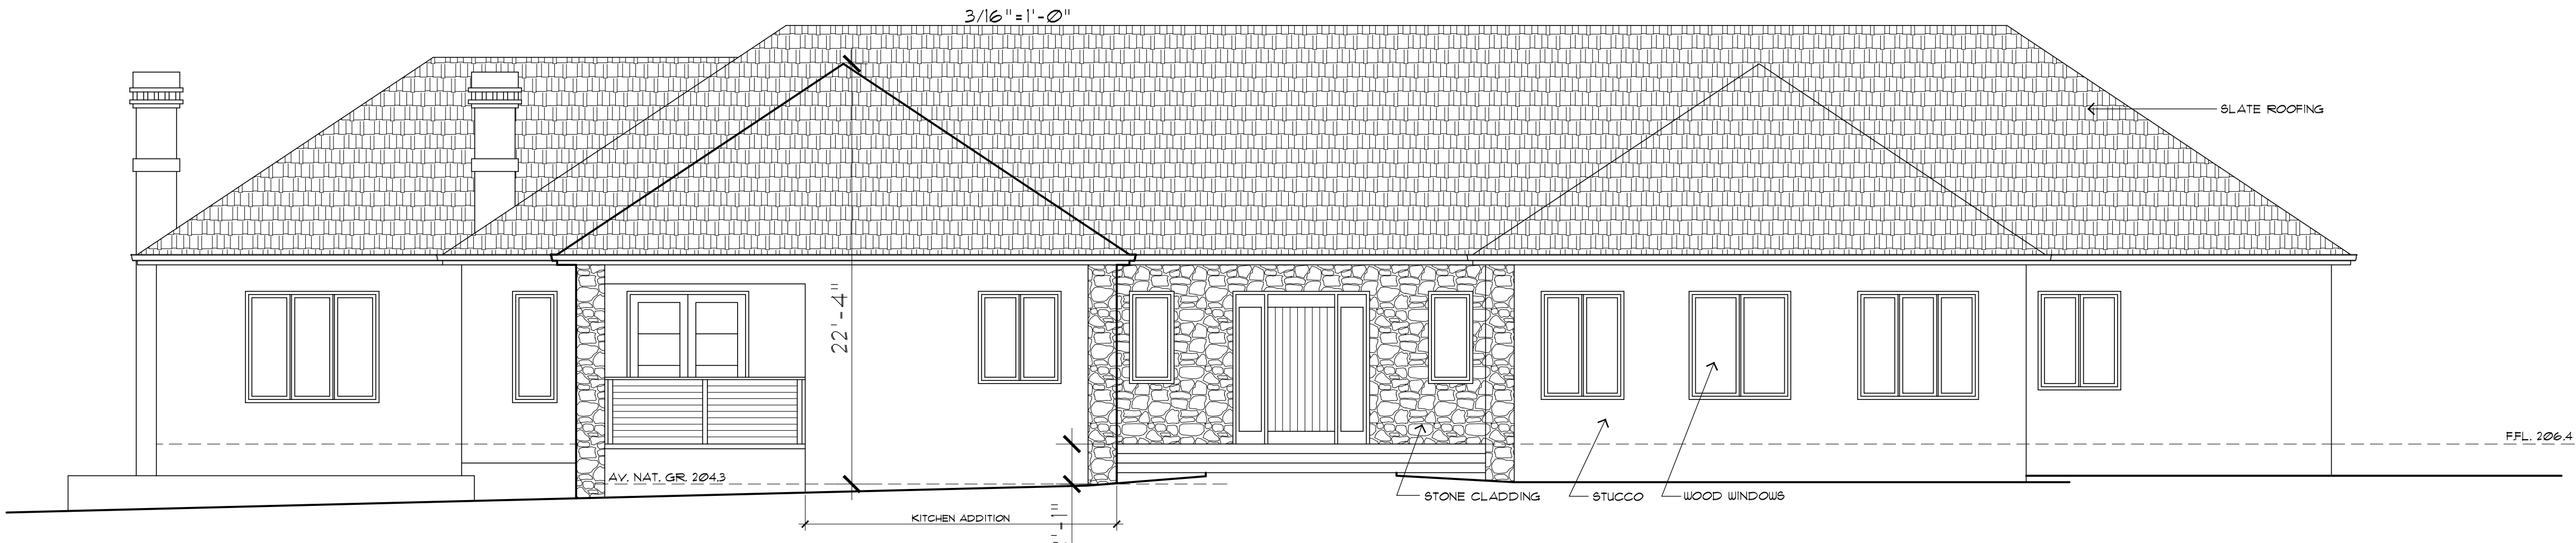 3/16"=1'-0"
SLATE ROOFING
22'-4"
F.FL. 206.4
AV. NAT. GR. 204.3
STONE CLADDING
STUCCO
WOOD WINDOWS
KITCHEN ADDITION